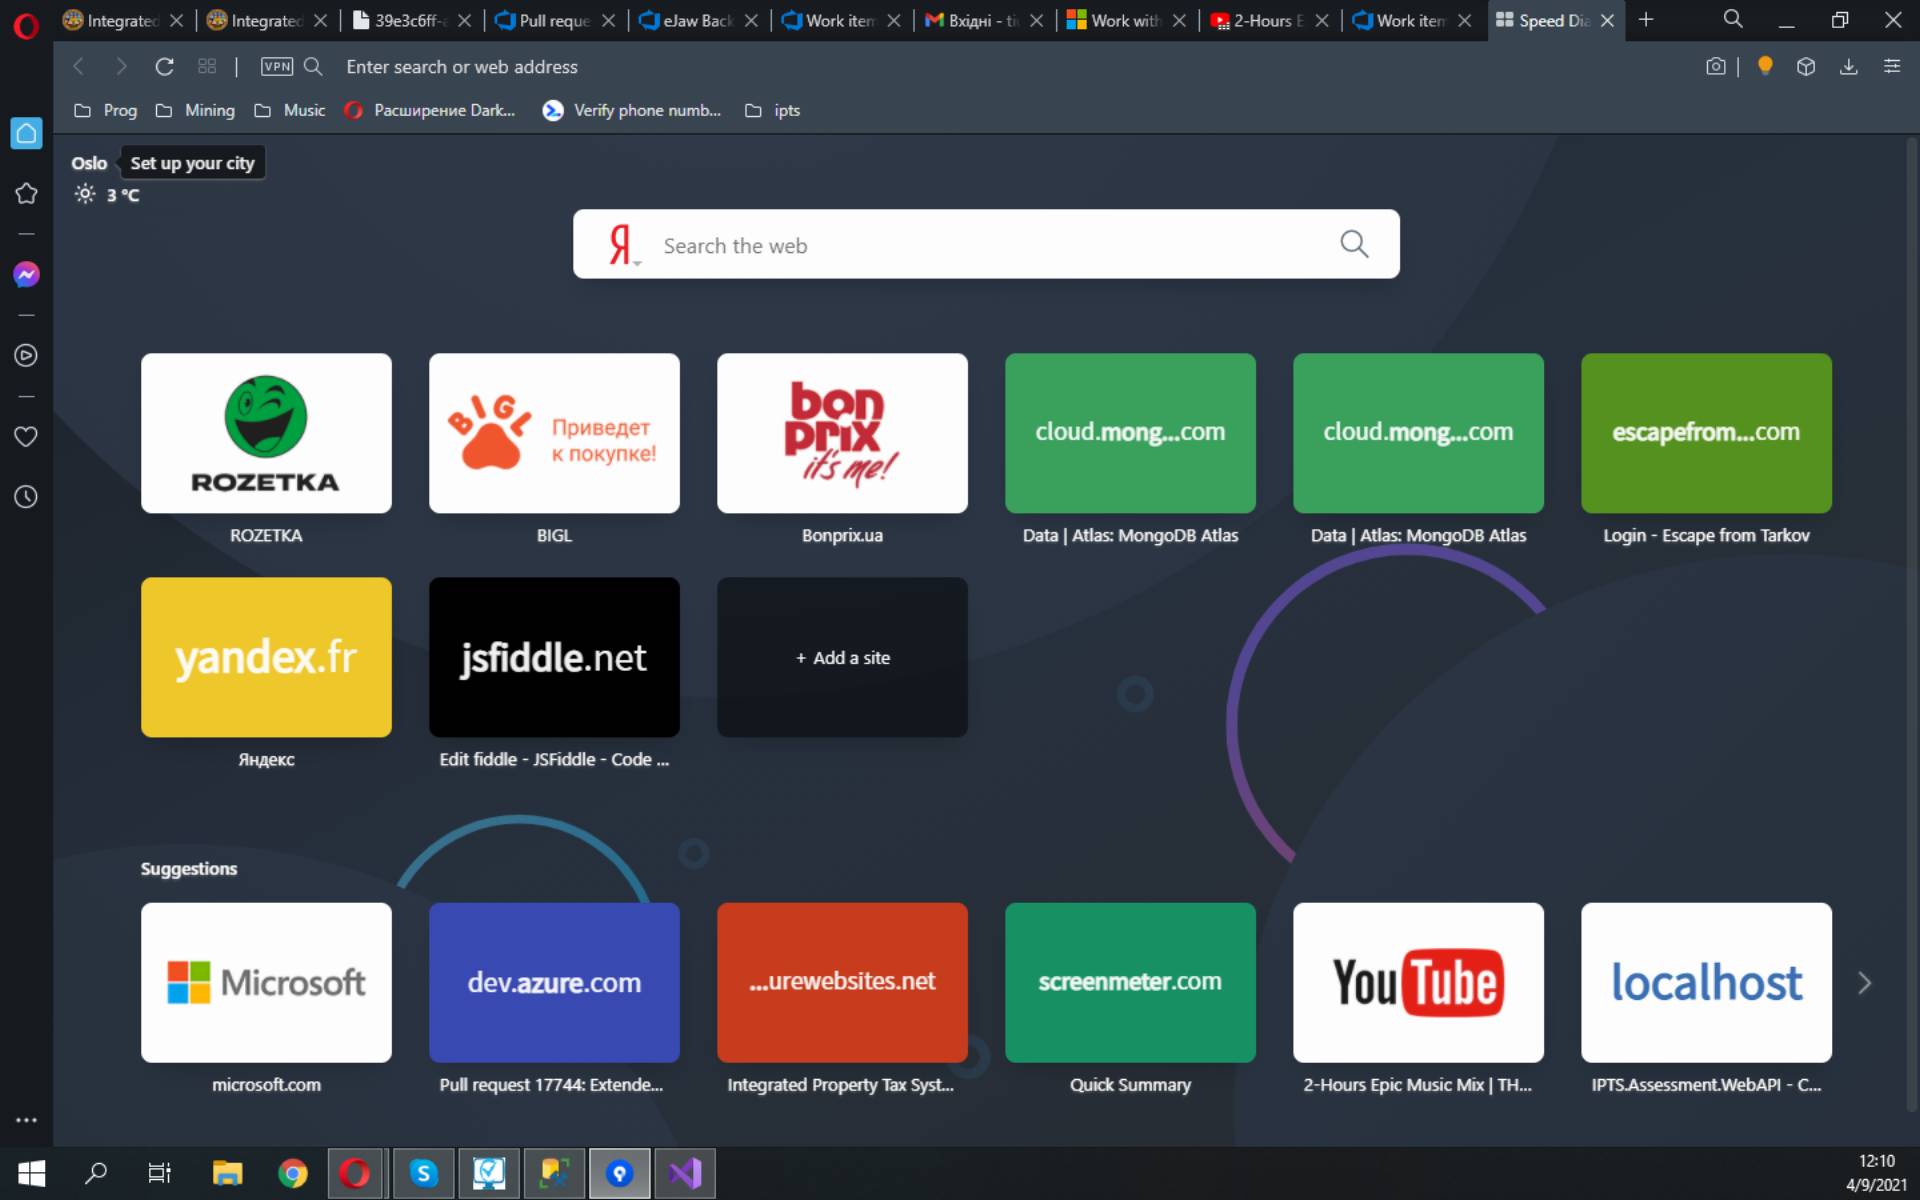 Integrated
Integrated
39e3c6ff-
Pull reque
eJaw Back
Work item
Вхідні - ti
Work with
2-Hours E
Work item
Speed Dia
VPN
Enter search or web address
Prog
Mining
Music
Расширение Dark...
Verify phone numb...
ipts
Oslo
Set up your city
3 °C
Я
Search the web
ROZETKA
BIGL
Приведет
к покупке!
bon
prix
it's me!
cloud.mong...com
cloud.mong...com
escapefrom...com
ROZETKA
BIGL
Bonprix.ua
Data | Atlas: MongoDB Atlas
Data | Atlas: MongoDB Atlas
Login - Escape from Tarkov
yandex.fr
jsfiddle.net
+ Add a site
Яндекс
Edit fiddle - JSFiddle - Code ...
Suggestions
Microsoft
dev.azure.com
...urewebsites.net
screenmeter.com
YouTube
localhost
microsoft.com
Pull request 17744: Extende...
Integrated Property Tax Syst...
Quick Summary
2-Hours Epic Music Mix | TH...
IPTS.Assessment.WebAPI - C...
12:10
4/9/2021